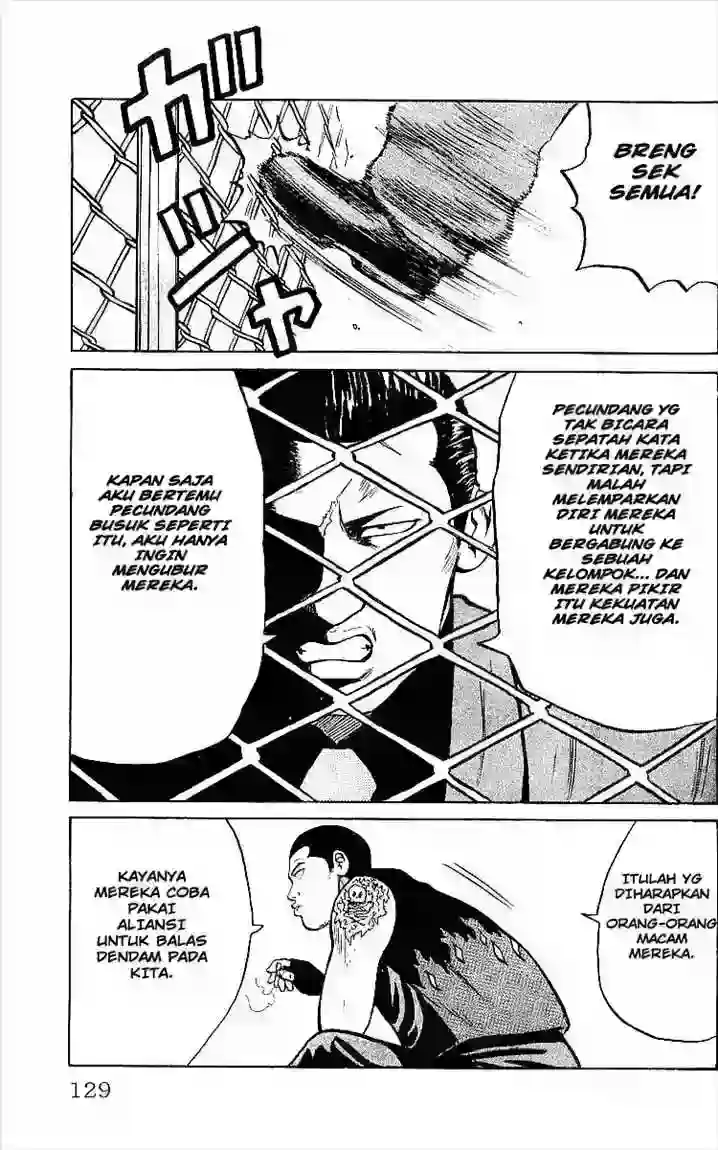 ガガ
ジャ
BRENG
SEK
SEMUA!
PECUNDANG YG
TAK BICARA
SEPATAH KATA
KETIKA MEREKA
SENDIRIAN, TAPI
MALAH
MELEMPARKAN
DIRI MEREKA
UNTUK
BERGABUNG KE
SEBUAH
KELOMPOK... DAN
MEREKA PIKIR
ITU KEKUATAN
MEREKA JUGA.
KAPAN SAJA
AKU BERTEMU
PECUNDANG
BUSUK SEPERTI
ITU, AKU HANYA
INGIN
MENGUBUR
MEREKA.
ITULAH YG
DIHARAPKAN
DARI
ORANG-ORANG
MACAM
MEREKA.
KAYANYA
MEREKA COBA
PAKAI
ALIANSI
UNTUK BALAS
DENDAM PADA
KITA.
129